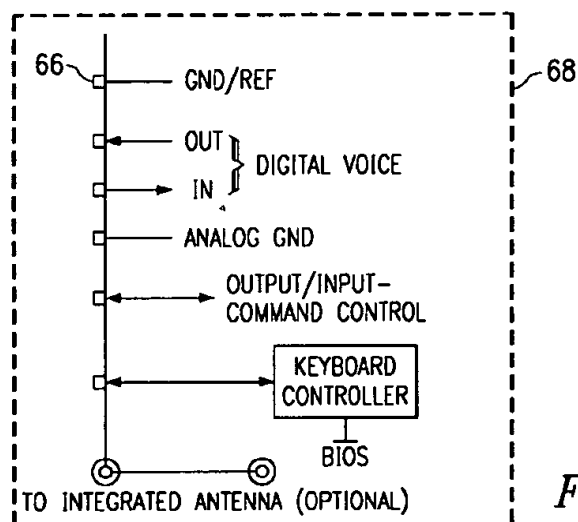 66
GND/REF
68
OUT
DIGITAL VOICE
IN
ANALOG GND
OUTPUT/INPUT-
COMMAND CONTROL
KEYBOARD
CONTROLLER
BIOS
TO INTEGRATED ANTENNA (OPTIONAL)
F